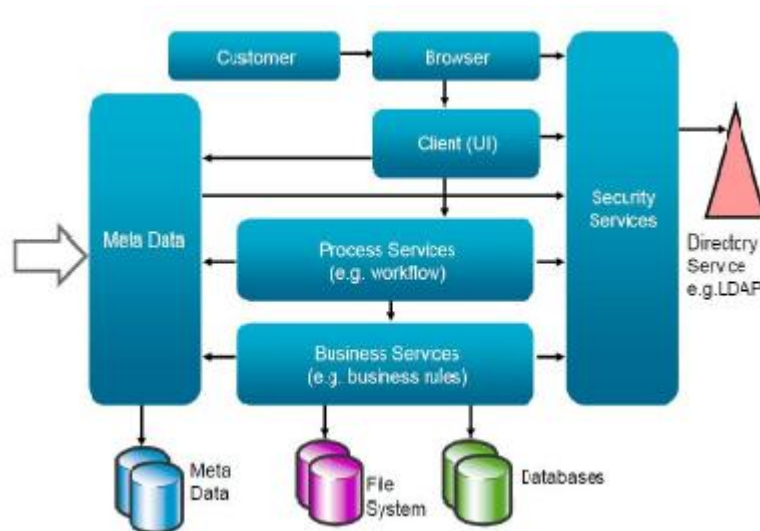 Customer
Browser
Client (UI)
Meta Data
Security
Services
Process Services
(e.g. workflow)
Business Services
(e.g. business rules)
Directory
Service
e.g.LDAP
Meta
Data
File
System
Databases